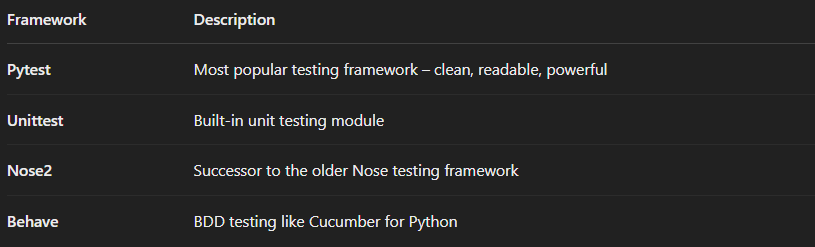 Framework Description
Pytest Most popular testing framework – clean, readable, powerful
Unittest Built-in unit testing module
Nose2 Successor to the older Nose testing framework
Behave BDD testing like Cucumber for Python